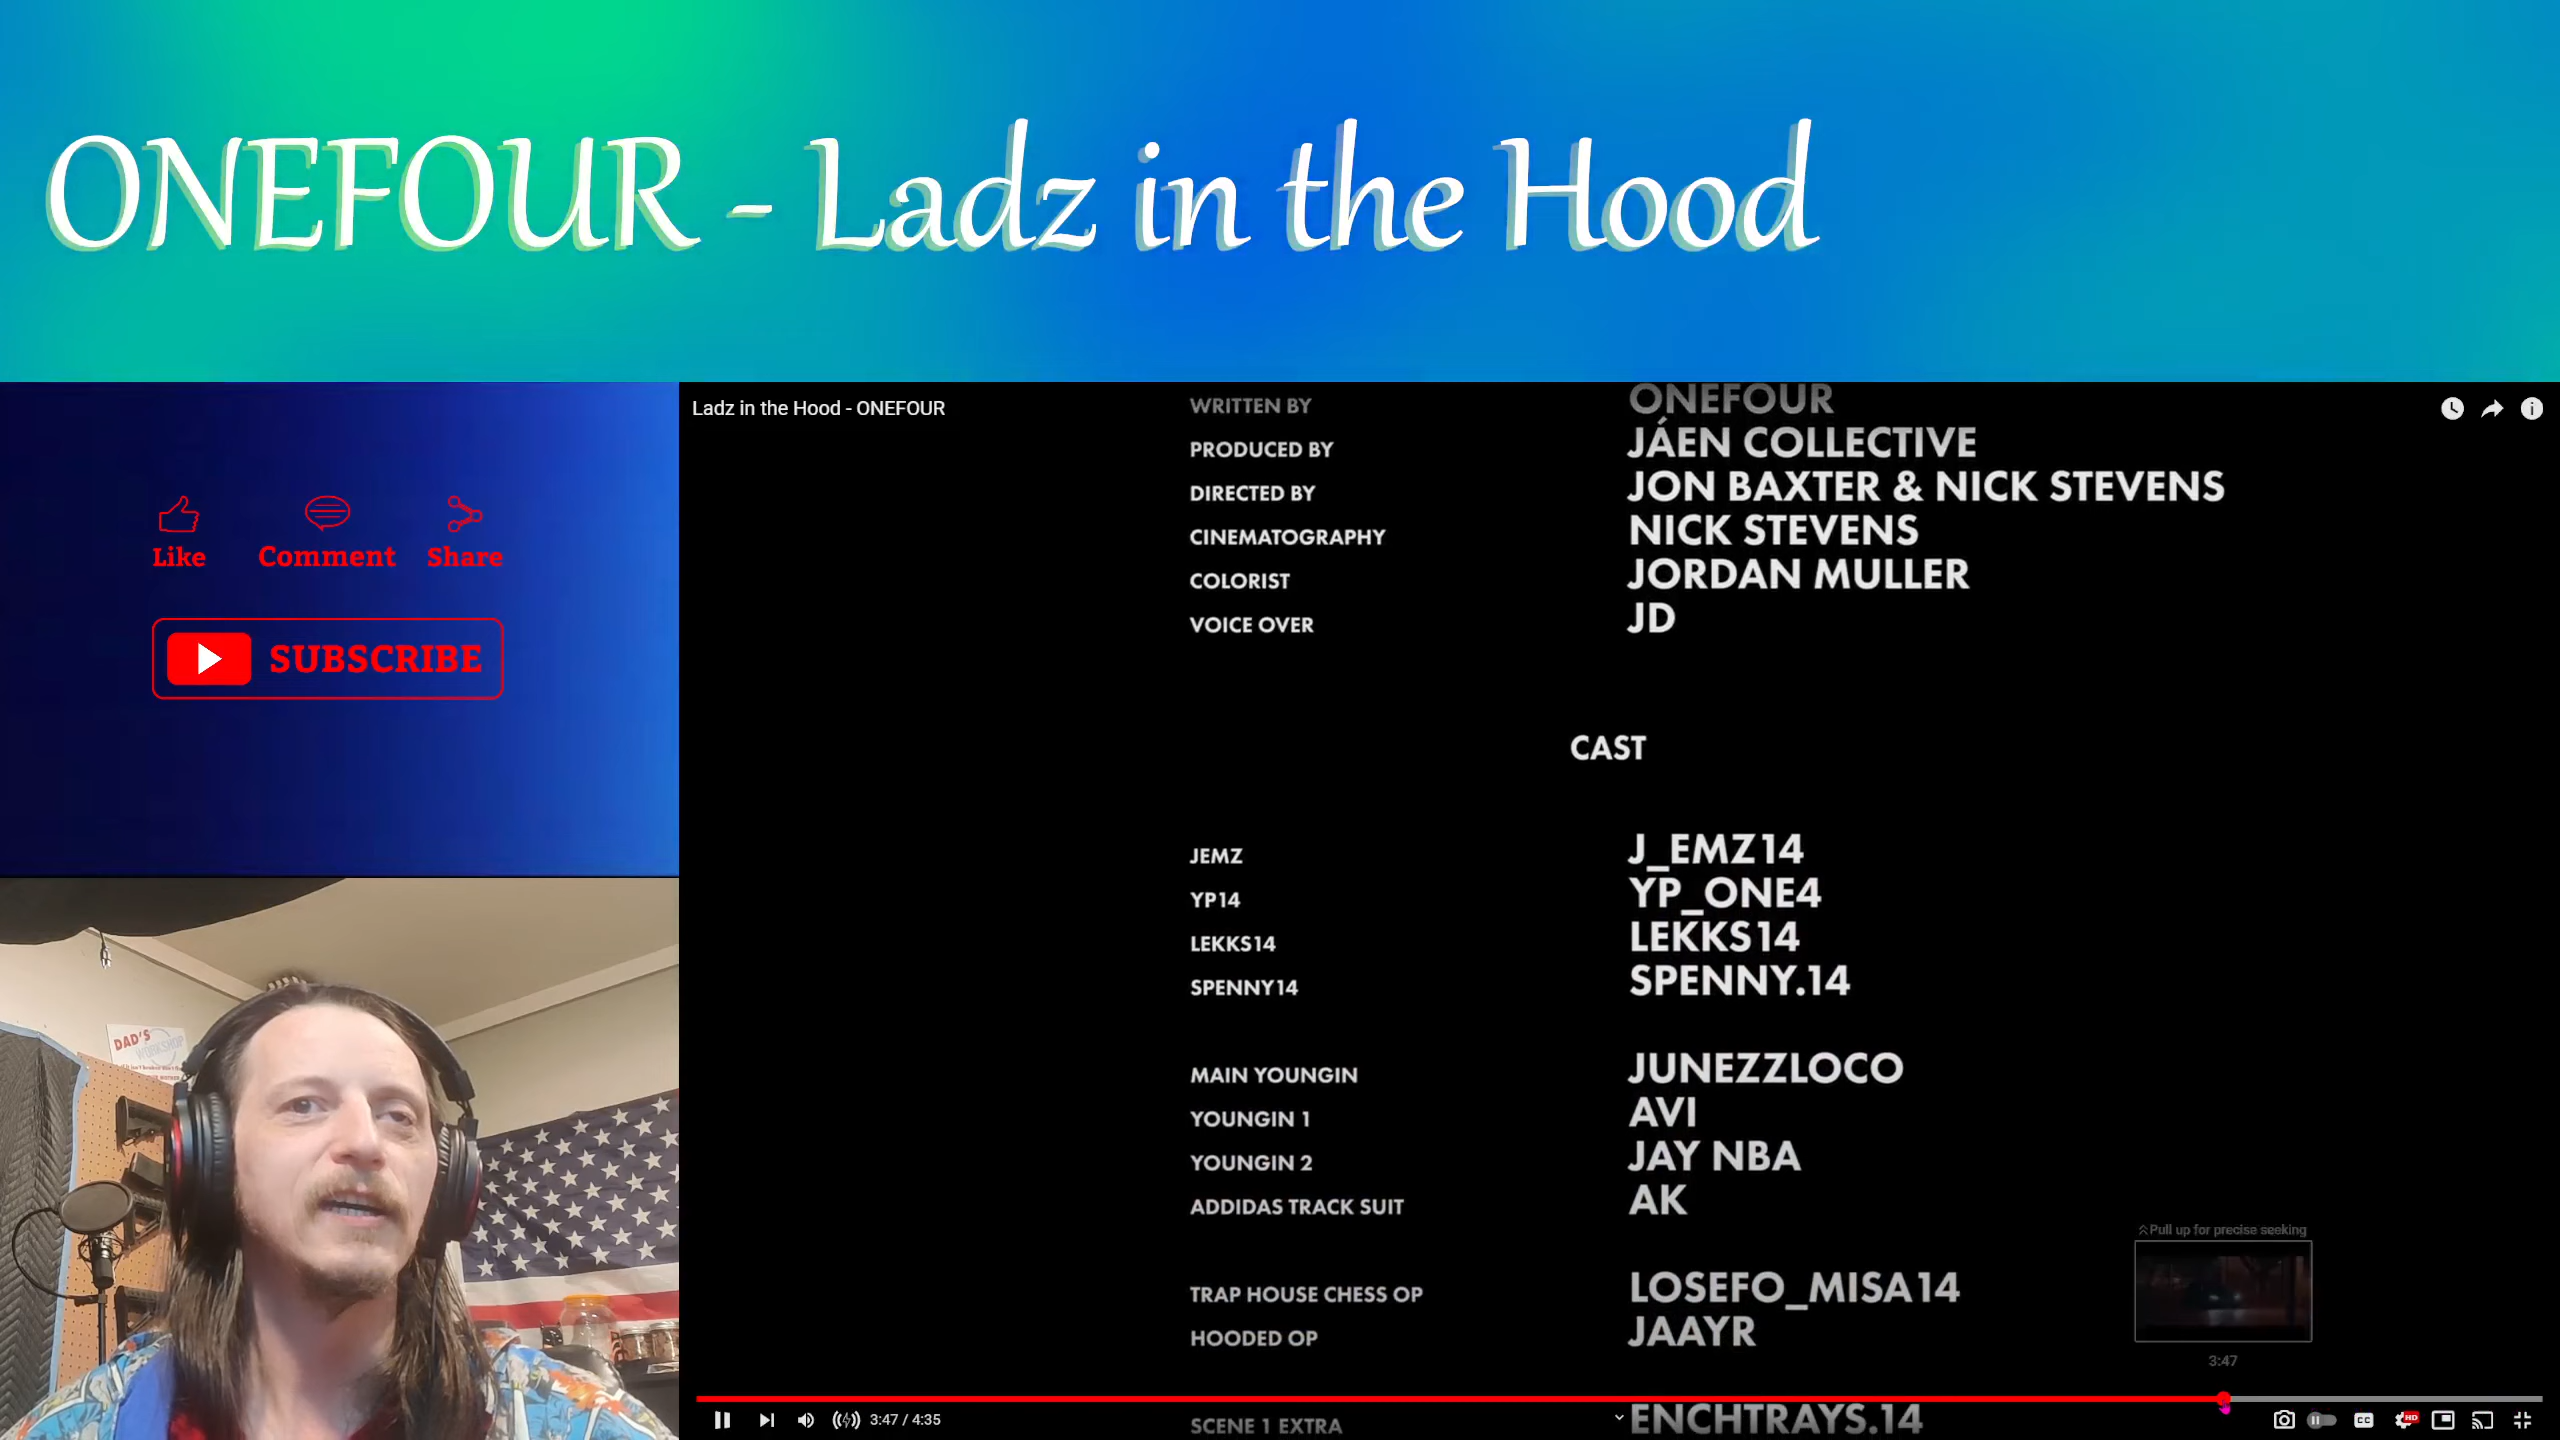 ONEFOUR - Ladz in the Hood
Ladz in the Hood - ONEFOUR
WRITTEN BY ONEFOUR
PRODUCED BY JÁEN COLLECTIVE
DIRECTED BY JON BAXTER & NICK STEVENS
CINEMATOGRAPHY NICK STEVENS
COLORIST JORDAN MULLER
VOICE OVER JD
CAST
JEMZ J_EMZ14
YP14 YP_ONE4
LEKKS14 LEKKS14
SPENNY14 SPENNY.14
MAIN YOUNGIN JUNEZZLOCO
YOUNGIN 1 AVI
YOUNGIN 2 JAY NBA
ADDIDAS TRACK SUIT AK
TRAP HOUSE CHESS OP LOSEFO_MISA14
HOODED OP JAAYR
SCENE 1 EXTRA ENCHTRAYS.14
Pull up for precise seeking
3:47
3:47 / 4:35
CC
HD
Like Comment Share
SUBSCRIBE
DAD'S
WORKSHOP